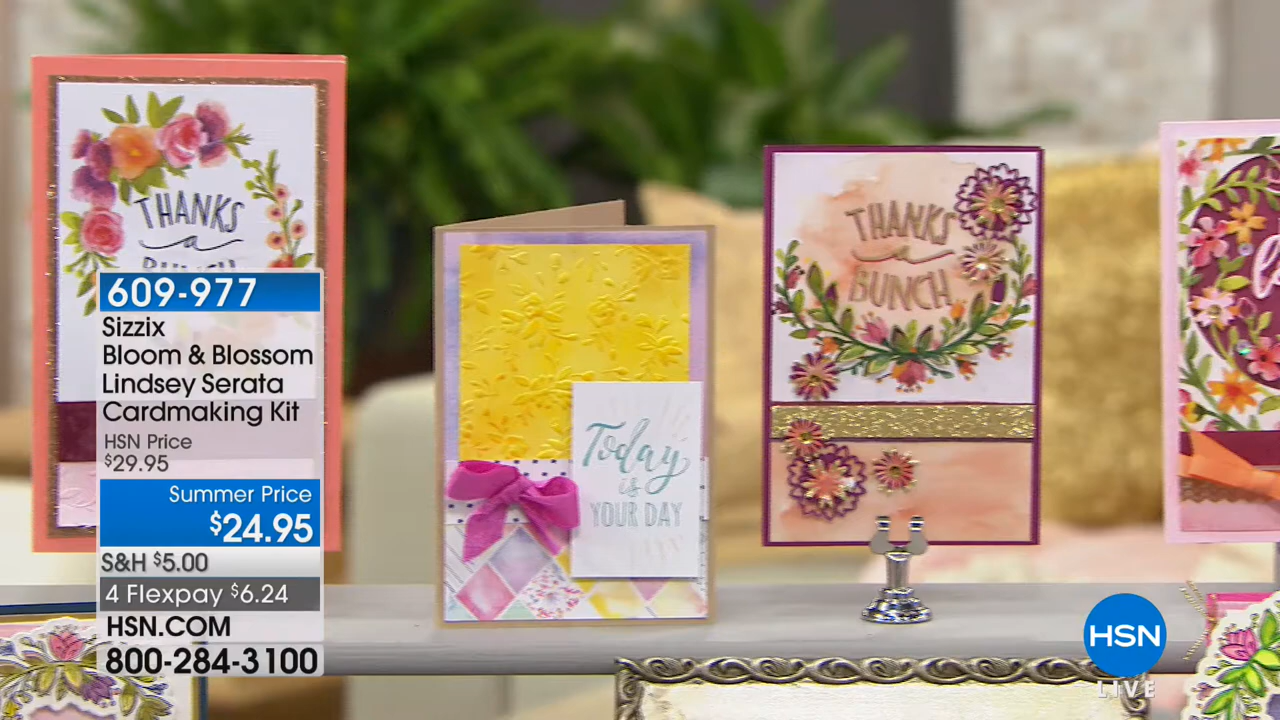 THANKS
a
BUNCH
609-977
Sizzix
Bloom & Blossom
Lindsey Serata
Cardmaking Kit
HSN Price
$29.95
Summer Price
$24.95
S&H $5.00
4 Flexpay $6.24
HSN.COM
800-284-3100
Today
is
YOUR DAY
THANKS
a
BUNCH
HSN
LIVE